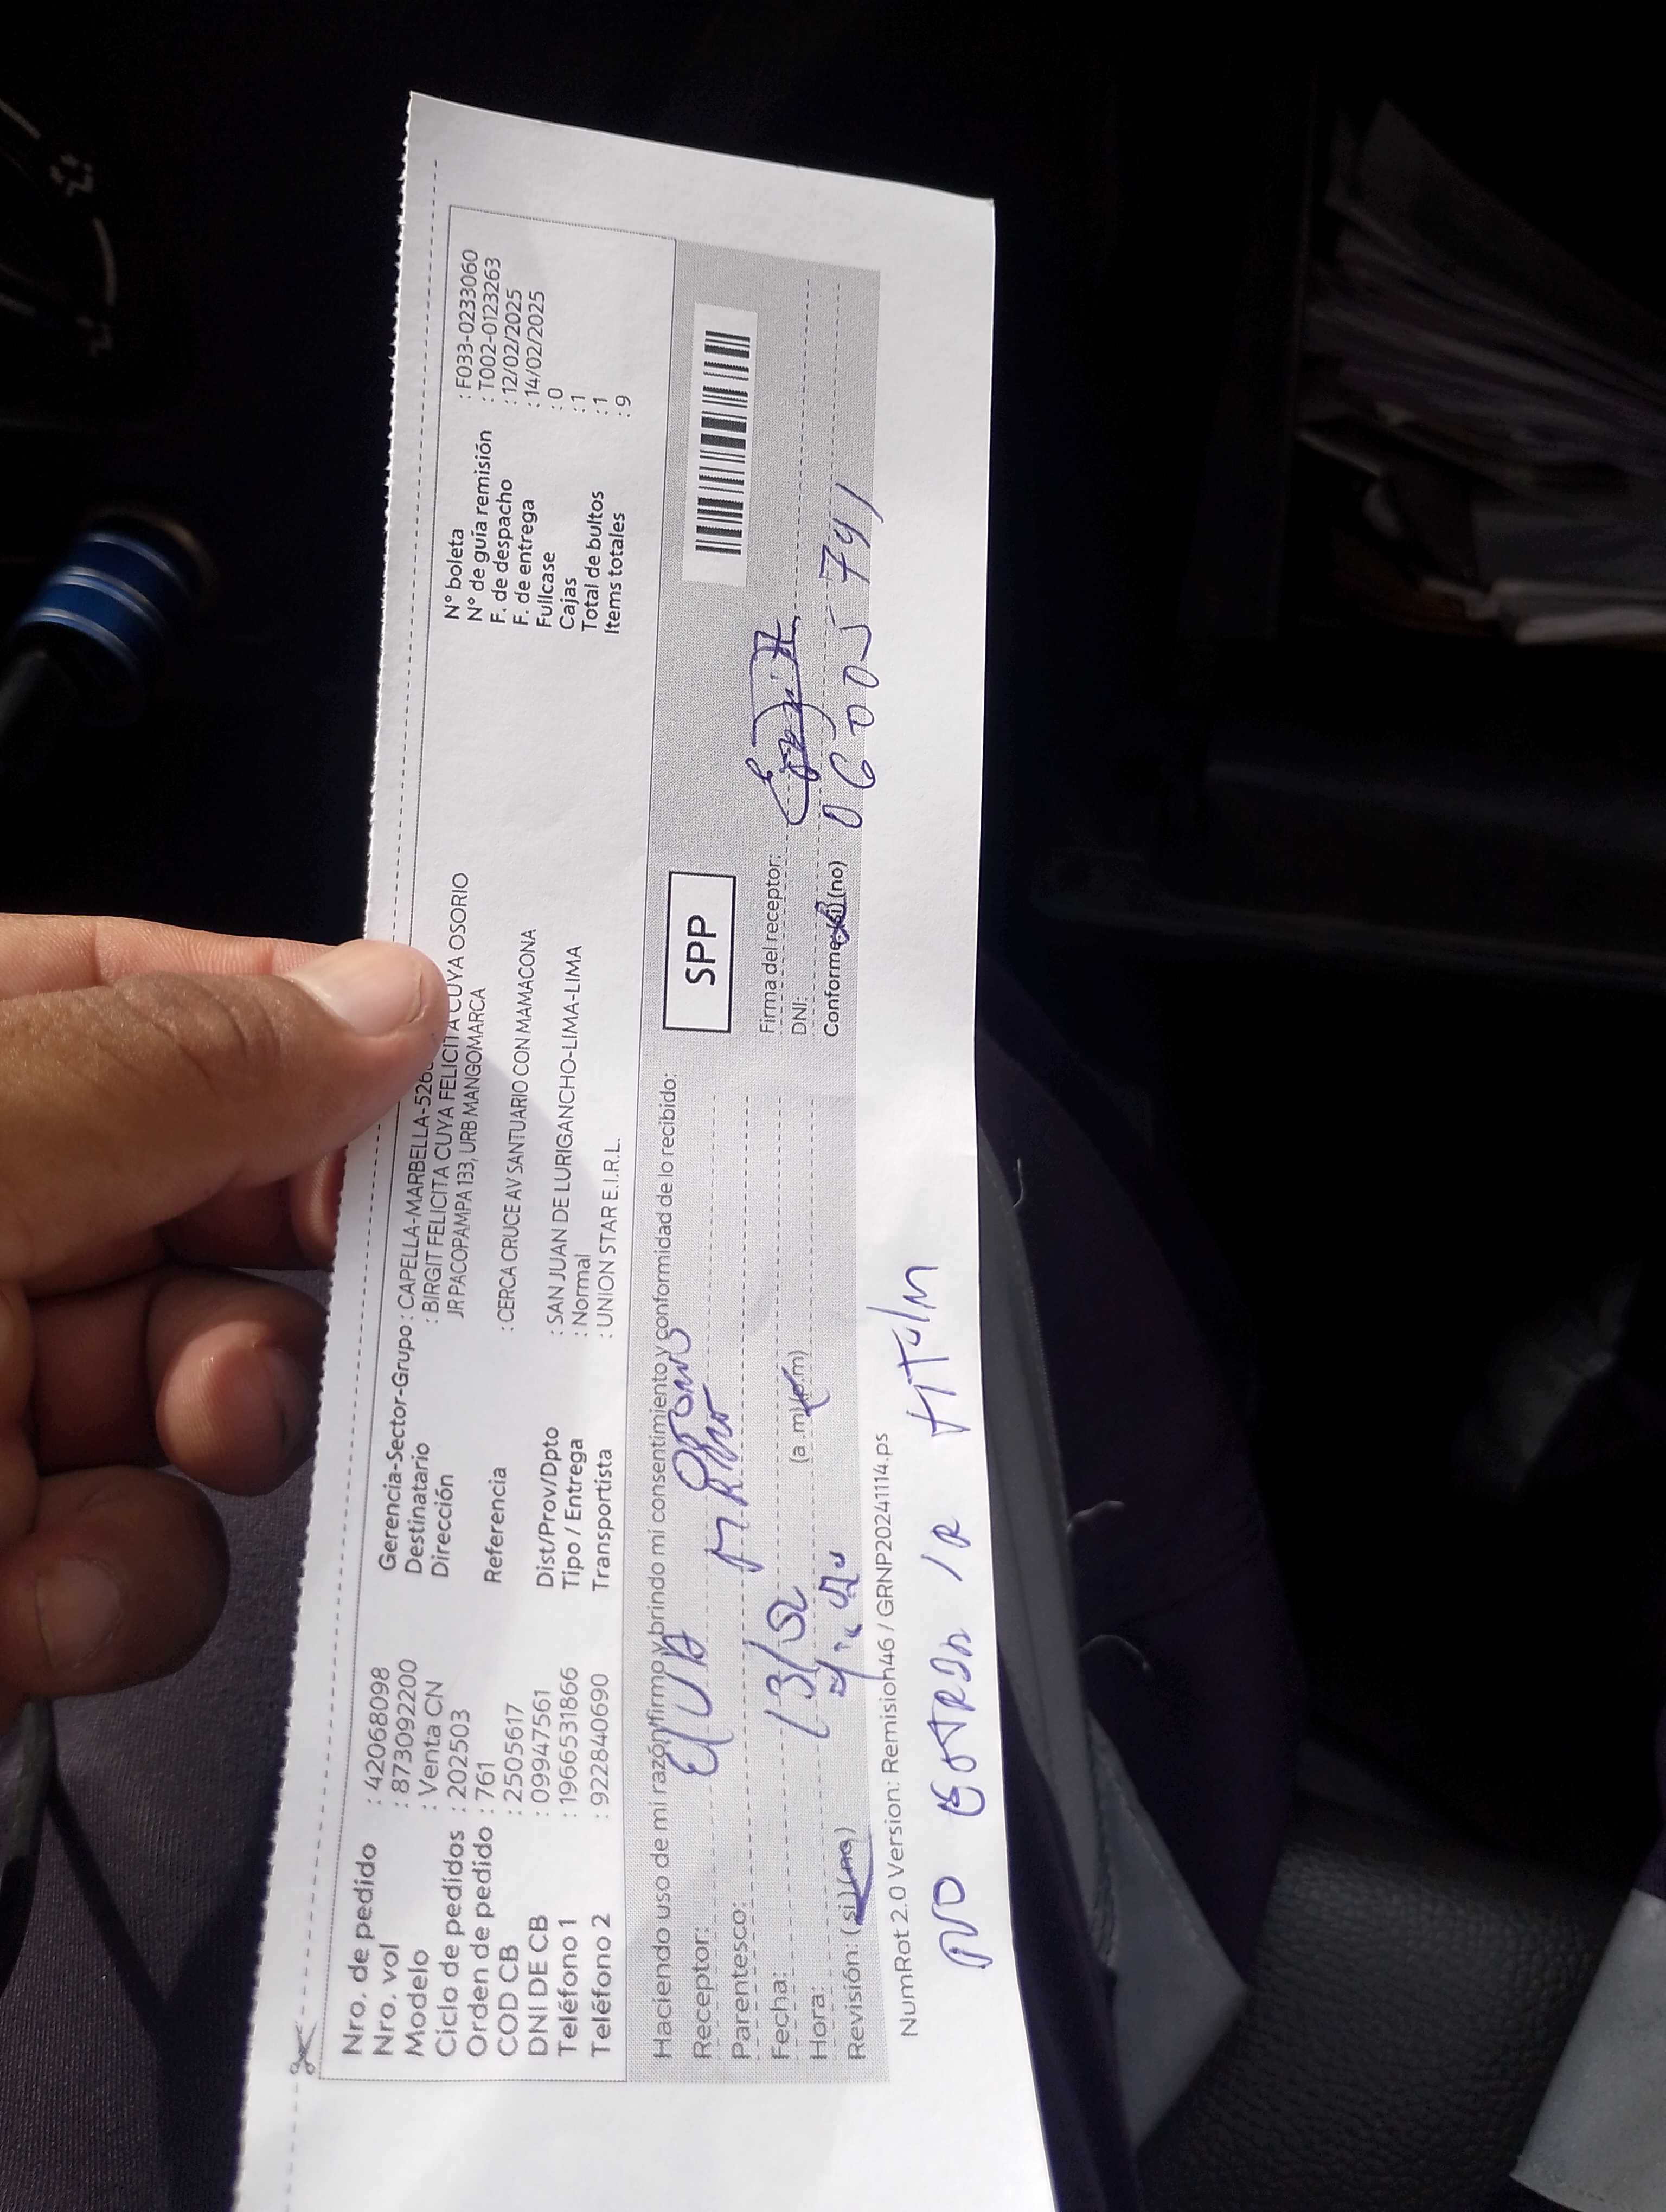 Nro. de pedido : 42068098
Nro. vol : 873092200
Modelo : Venta CN
Ciclo de pedidos : 202503
Orden de pedido : 761
COD CB : 2505617
DNI DE CB : 09947561
Teléfono 1 : 1966531866
Teléfono 2 : 922840690
Gerencia-Sector-Grupo : CAPELLA-MARBELLA-526
Destinatario : BIRGIT FELICITA CUYA FELICITA CUYA OSORIO
Dirección JR PACOPAMPA 133, URB MANGOMARCA
Referencia : CERCA CRUCE AV SANTUARIO CON MAMACONA
Dist/Prov/Dpto : SAN JUAN DE LURIGANCHO-LIMA-LIMA
Tipo / Entrega : Normal
Transportista : UNION STAR E.I.R.L.
N° boleta : F033-0233060
N° de guía remisión : T002-0123263
F. de despacho : 12/02/2025
F. de entrega : 14/02/2025
Fullcase : 0
Cajas : 1
Total de bultos : 1
Items totales : 9
Haciendo uso de mi razón firmo y brindo mi consentimiento y conformidad de lo recibido:
SPP
Receptor:
Parentesco:
Fecha: 13/02
Hora: (a.m)(p.m)
Revisión: (si)(no)
Firma del receptor:
DNI: 06005791
Conforme (si)(no)
NumRot 2.0 Version: Remision46 / GRNP20241114.ps
NO